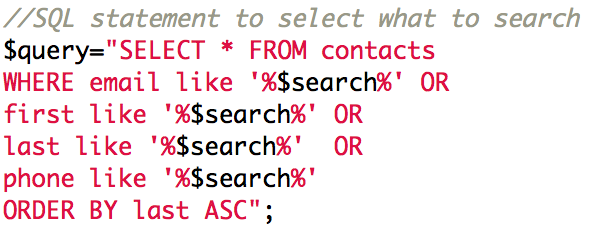 //SQL statement to select what to search
$query="SELECT * FROM contacts
WHERE email like '%$search%' OR
first like '%$search%' OR
last like '%$search%'  OR
phone like '%$search%'
ORDER BY last ASC";